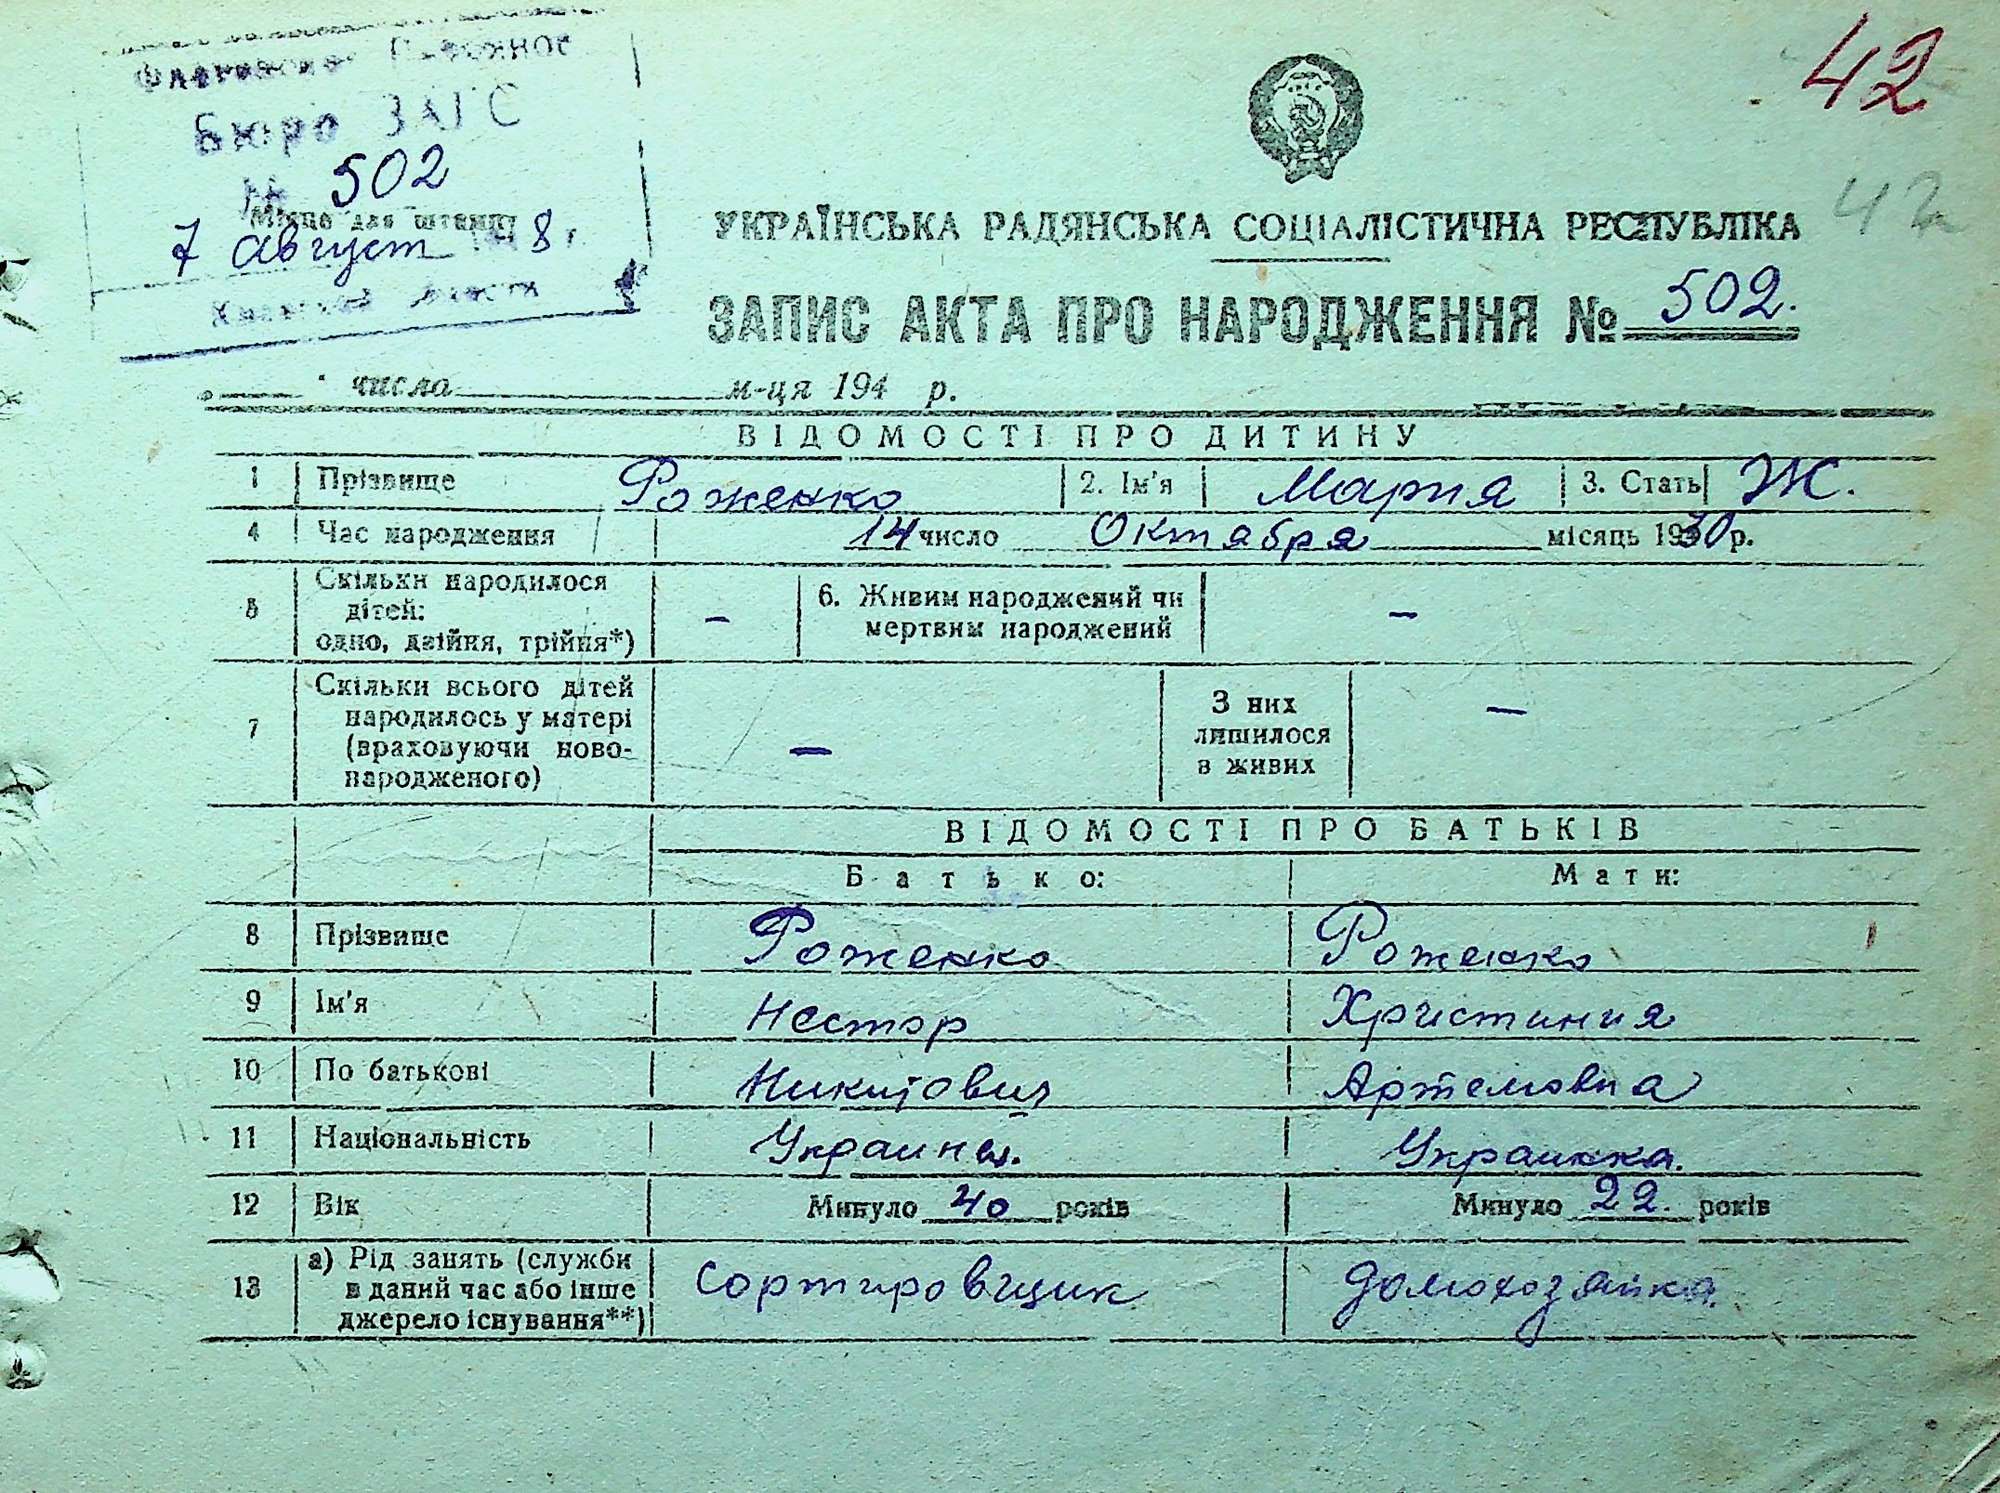 42
Бюро ЗАГС
№ 502
Місце для штампу
7 август 8 г.
42
УКРАЇНСЬКА РАДЯНСЬКА СОЦІАЛІСТИЧНА РЕСПУБЛІКА
ЗАПИС АКТА ПРО НАРОДЖЕННЯ № 502.
числа м-ця 194 р.
ВІДОМОСТІ ПРО ДИТИНУ
1 Прізвище Роженко 2. Ім'я Мария 3. Стать Ж.
4 Час народження 14 число Октября місяць 1930 р.
5 Скільки народилося дітей: одно, двійня, трійня*) – 6. Живим народжений чи мертвим народжений –
7 Скільки всього дітей народилось у матері (враховуючи новонародженого) – З них лишилося в живих –
ВІДОМОСТІ ПРО БАТЬКІВ
Батько: Мати:
8 Прізвище Роженко Роженко
9 Ім'я Нестор Христиния
10 По батькові Никитович Артемовна
11 Національність Украинец. Украинка.
12 Вік Минуло 40 років Минуло 22. років
13 а) Рід занять (служби в даний час або інше джерело існування**) Сортировщик домохозяйка.